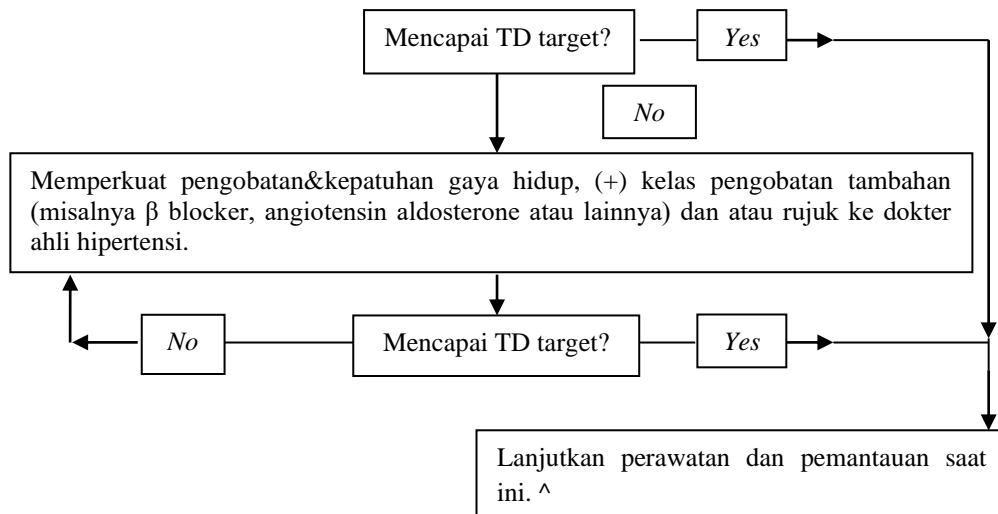 Mencapai TD target?
Yes
No
Memperkuat pengobatan&kepatuhan gaya hidup, (+) kelas pengobatan tambahan
(misalnya β blocker, angiotensin aldosterone atau lainnya) dan atau rujuk ke dokter
ahli hipertensi.
No
Mencapai TD target?
Yes
Lanjutkan perawatan dan pemantauan saat
ini. ^